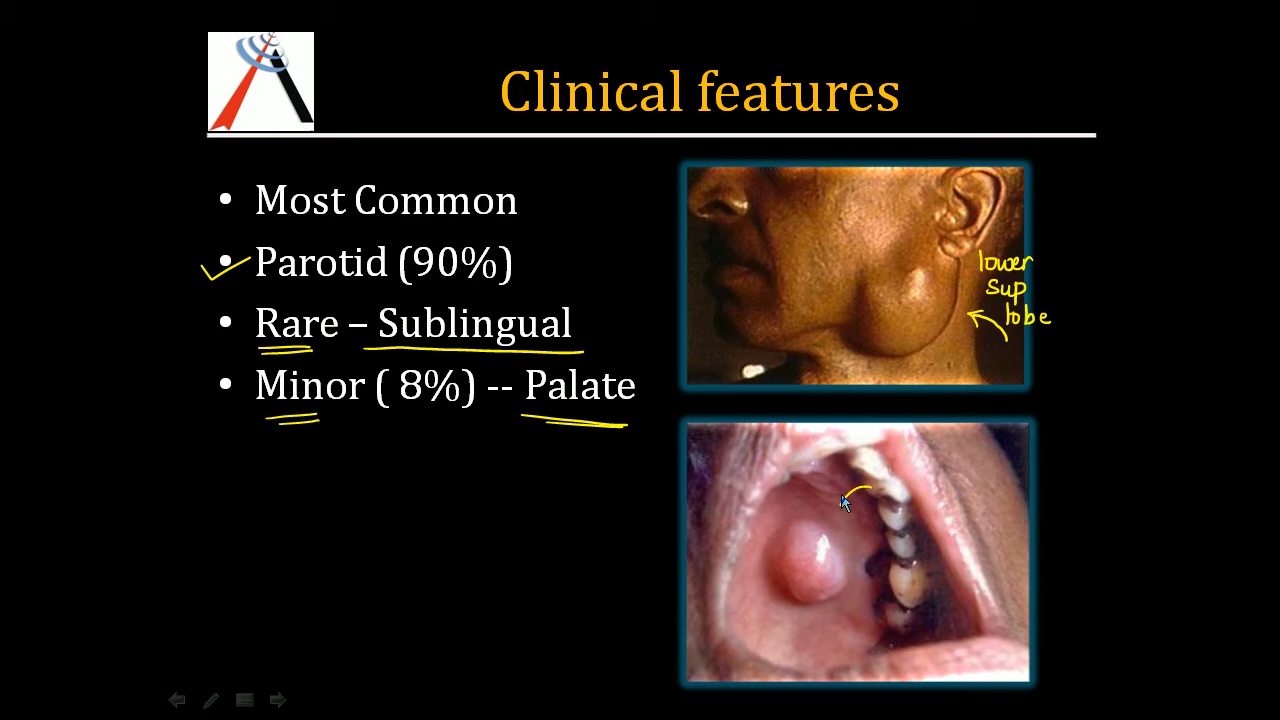 Clinical features
• Most Common
• Parotid (90%)
• Rare – Sublingual
• Minor ( 8%) -- Palate
lower
sup
lobe